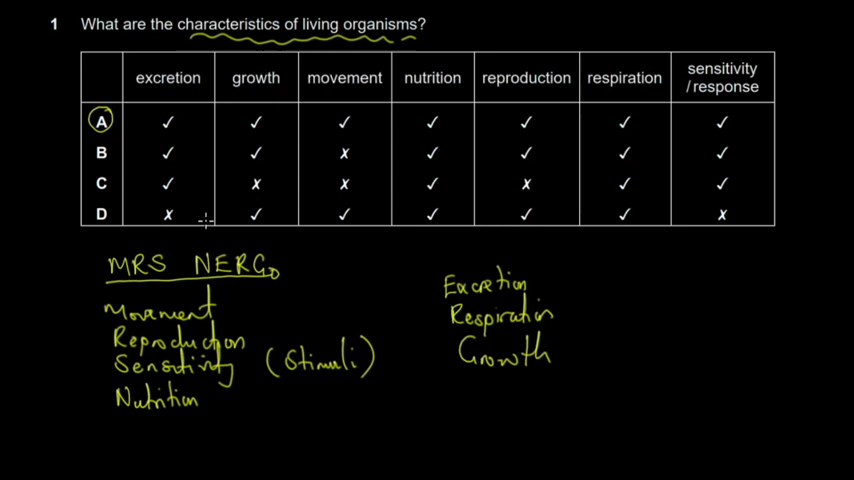 1 What are the characteristics of living organisms?
excretion growth movement nutrition reproduction respiration sensitivity /response
A ✓ ✓ ✓ ✓ ✓ ✓ ✓
B ✓ ✓ ✗ ✓ ✓ ✓ ✓
C ✓ ✗ ✗ ✓ ✗ ✓ ✓
D ✗ ✓ ✓ ✓ ✓ ✓ ✗
MRS NERG
Movement
Reproduction
Sensitivity (Stimuli)
Nutrition
Excretion
Respiration
Growth